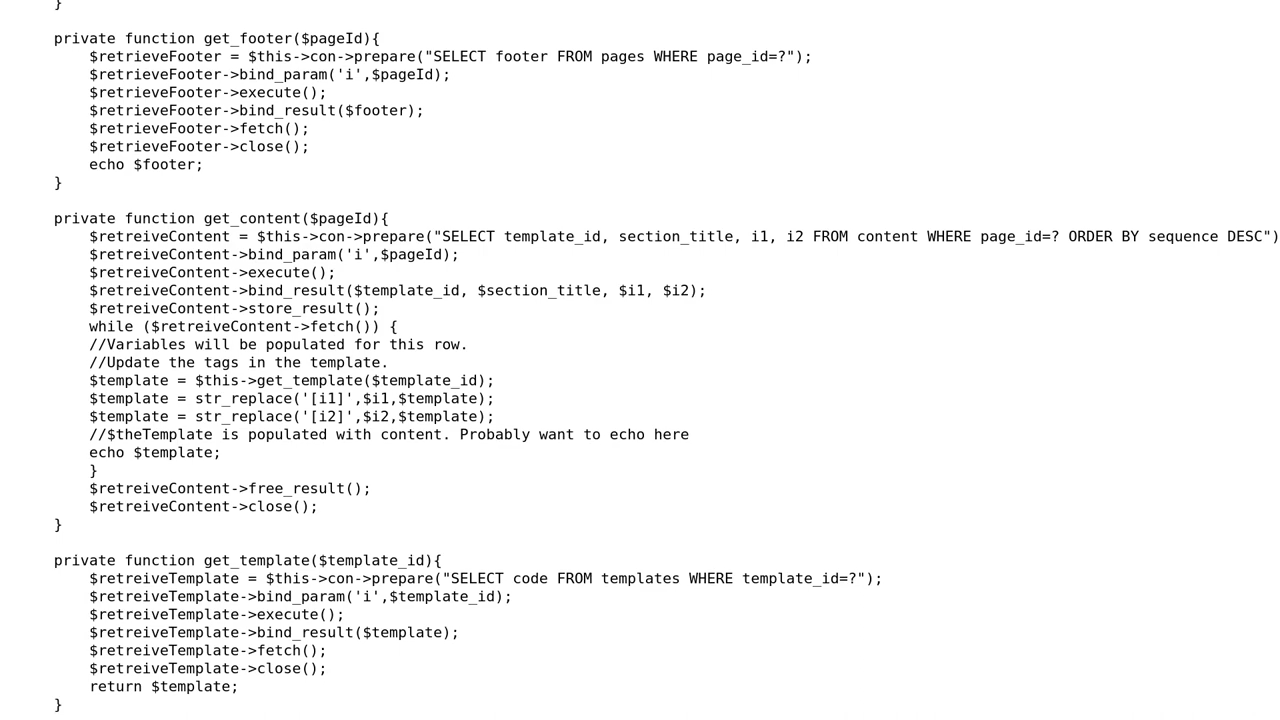 }
private function get_footer($pageId){
$retrieveFooter = $this->con->prepare("SELECT footer FROM pages WHERE page_id=?");
$retrieveFooter->bind_param('i',$pageId);
$retrieveFooter->execute();
$retrieveFooter->bind_result($footer);
$retrieveFooter->fetch();
$retrieveFooter->close();
echo $footer;
}
private function get_content($pageId){
$retreiveContent = $this->con->prepare("SELECT template_id, section_title, i1, i2 FROM content WHERE page_id=? ORDER BY sequence DESC")
$retreiveContent->bind_param('i',$pageId);
$retreiveContent->execute();
$retreiveContent->bind_result($template_id, $section_title, $i1, $i2);
$retreiveContent->store_result();
while ($retreiveContent->fetch()) {
//Variables will be populated for this row.
//Update the tags in the template.
$template = $this->get_template($template_id);
$template = str_replace('[i1]',$i1,$template);
$template = str_replace('[i2]',$i2,$template);
//$theTemplate is populated with content. Probably want to echo here
echo $template;
}
$retreiveContent->free_result();
$retreiveContent->close();
}
private function get_template($template_id){
$retreiveTemplate = $this->con->prepare("SELECT code FROM templates WHERE template_id=?");
$retreiveTemplate->bind_param('i',$template_id);
$retreiveTemplate->execute();
$retreiveTemplate->bind_result($template);
$retreiveTemplate->fetch();
$retreiveTemplate->close();
return $template;
}